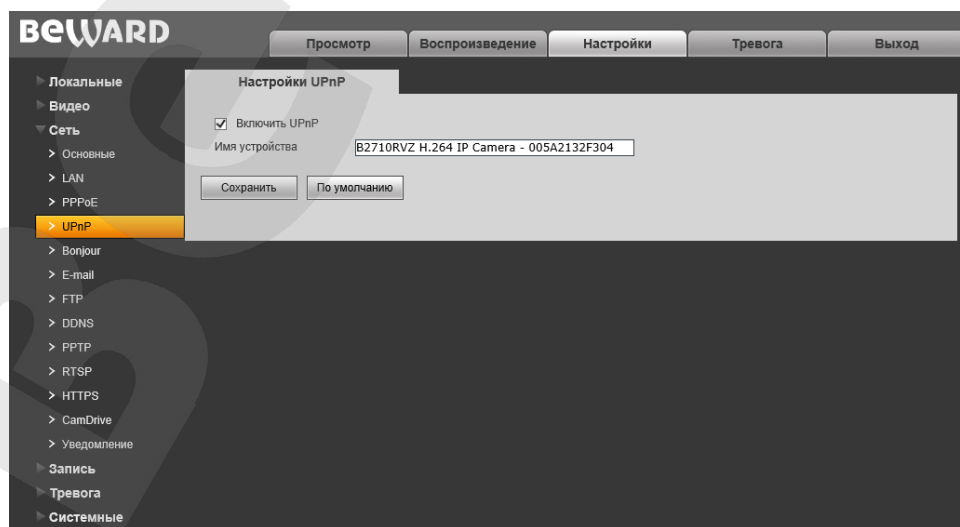 BEWARD
Просмотр
Воспроизведение
Настройки
Тревога
Выход
Локальные
Видео
Сеть
Основные
LAN
PPPoE
UPnP
Bonjour
E-mail
FTP
DDNS
PPTP
RTSP
HTTPS
CamDrive
Уведомление
Запись
Тревога
Системные
Настройки UPnP
Включить UPnP
Имя устройства B2710RVZ H.264 IP Camera - 005A2132F304
Сохранить По умолчанию